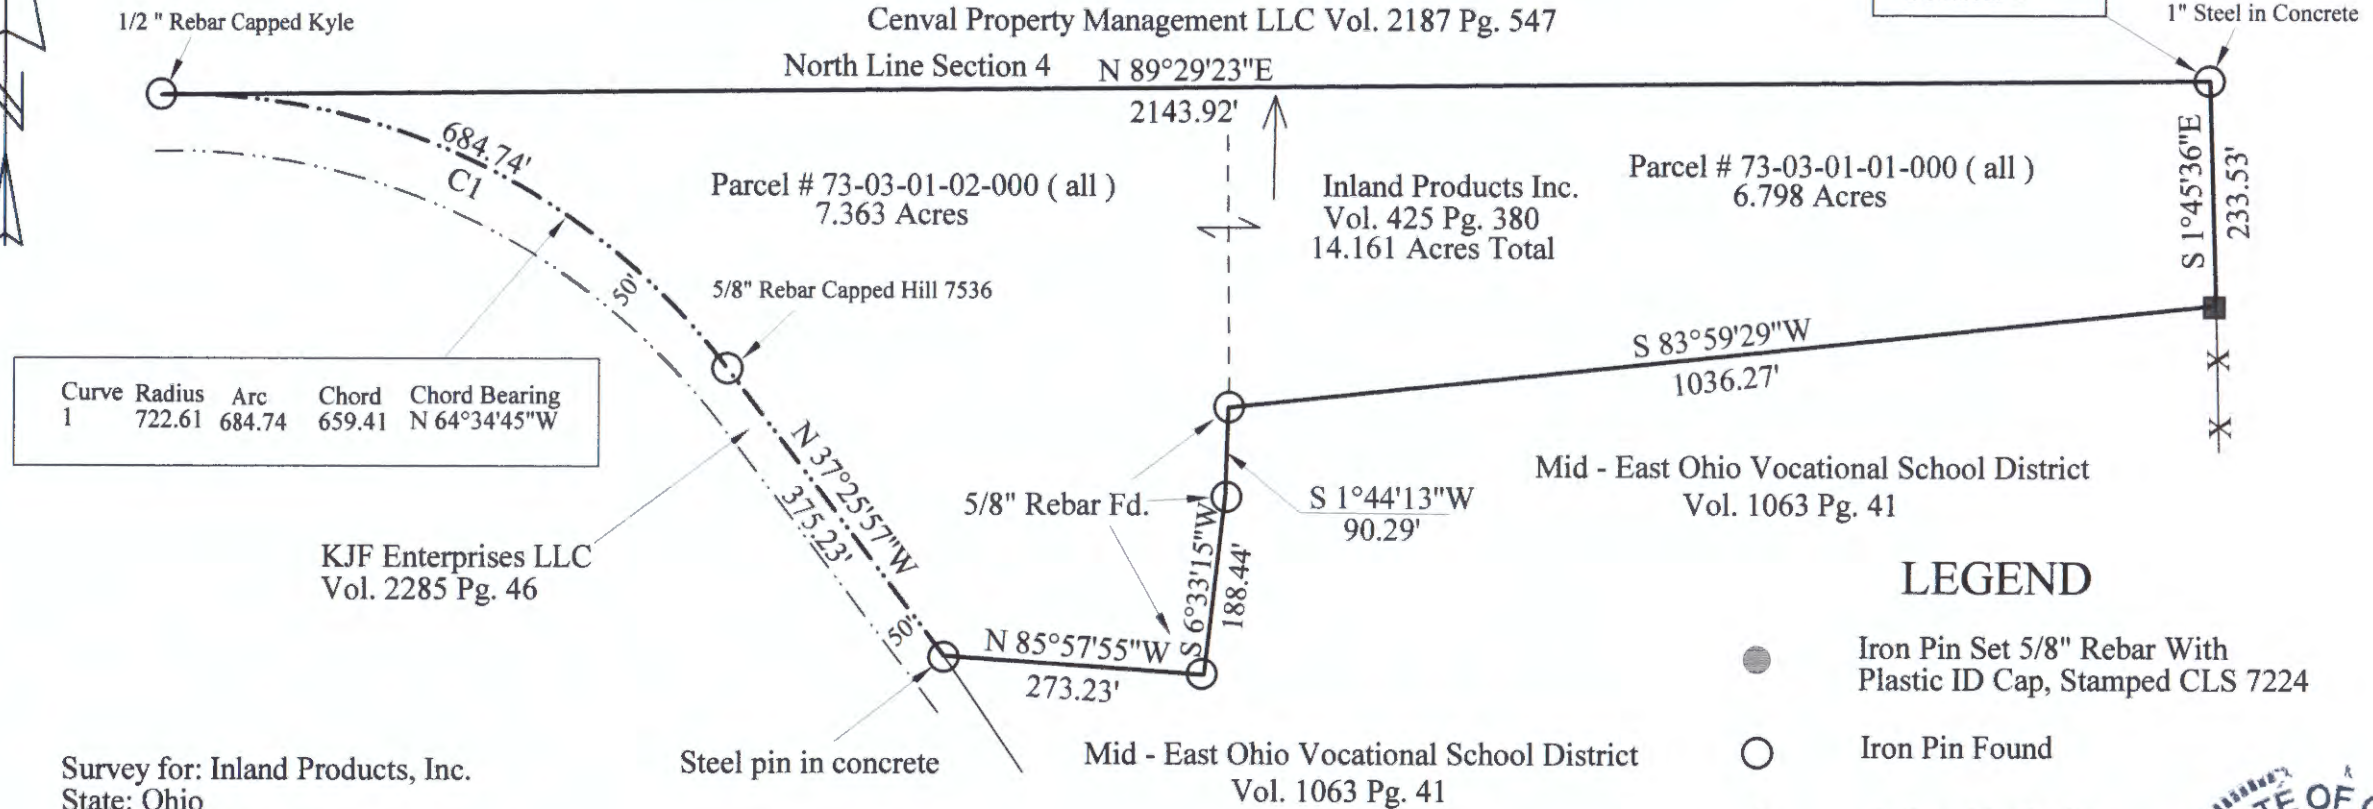 1/2 " Rebar Capped Kyle
Cenval Property Management LLC Vol. 2187 Pg. 547
1" Steel in Concrete
North Line Section 4 N 89°29'23"E
2143.92'
684.74'
C1
Parcel # 73-03-01-02-000 ( all )
7.363 Acres
Inland Products Inc.
Vol. 425 Pg. 380
14.161 Acres Total
Parcel # 73-03-01-01-000 ( all )
6.798 Acres
S 1°45'36"E
233.53'
50'
5/8" Rebar Capped Hill 7536
S 83°59'29"W
1036.27'
Curve Radius Arc Chord Chord Bearing
1 722.61 684.74 659.41 N 64°34'45"W
X
X
N 37°25'57"W
375.23'
5/8" Rebar Fd.
S 1°44'13"W
90.29'
Mid - East Ohio Vocational School District
Vol. 1063 Pg. 41
KJF Enterprises LLC
Vol. 2285 Pg. 46
S 6°33'15"W
188.44'
LEGEND
50'
N 85°57'55"W
273.23'
Iron Pin Set 5/8" Rebar With
Plastic ID Cap, Stamped CLS 7224
Steel pin in concrete
Mid - East Ohio Vocational School District
Vol. 1063 Pg. 41
Iron Pin Found
Survey for: Inland Products, Inc.
State: Ohio
OF